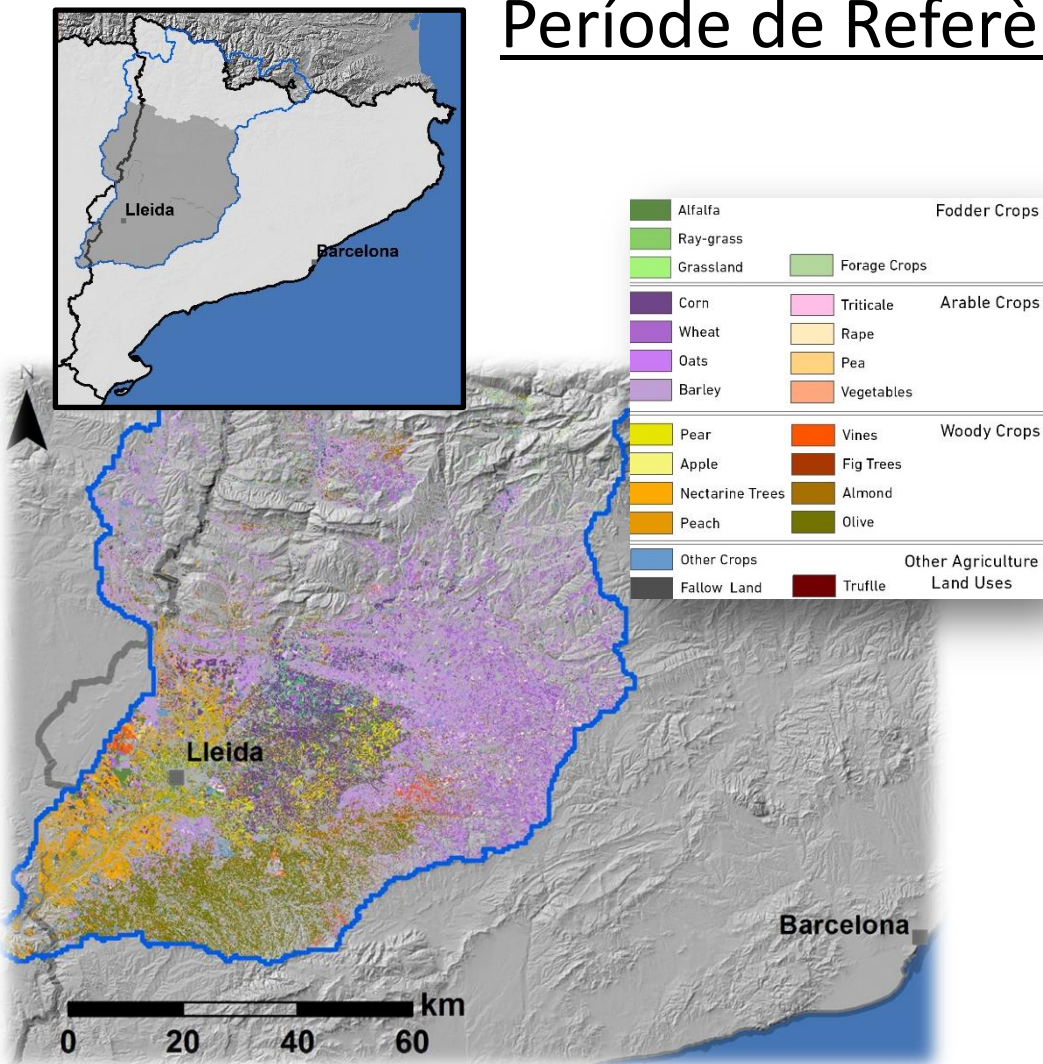 Període de Referè
Lleida
Barcelona
Alfalfa
Fodder Crops
Ray-grass
Grassland
Forage Crops
Corn
Triticale
Arable Crops
Wheat
Rape
Oats
Pea
Barley
Vegetables
Pear
Vines
Woody Crops
Apple
Fig Trees
Nectarine Trees
Almond
Peach
Olive
Other Crops
Other Agriculture
Fallow Land
Truflle
Land Uses
N
Lleida
Barcelona
km
0 20 40 60